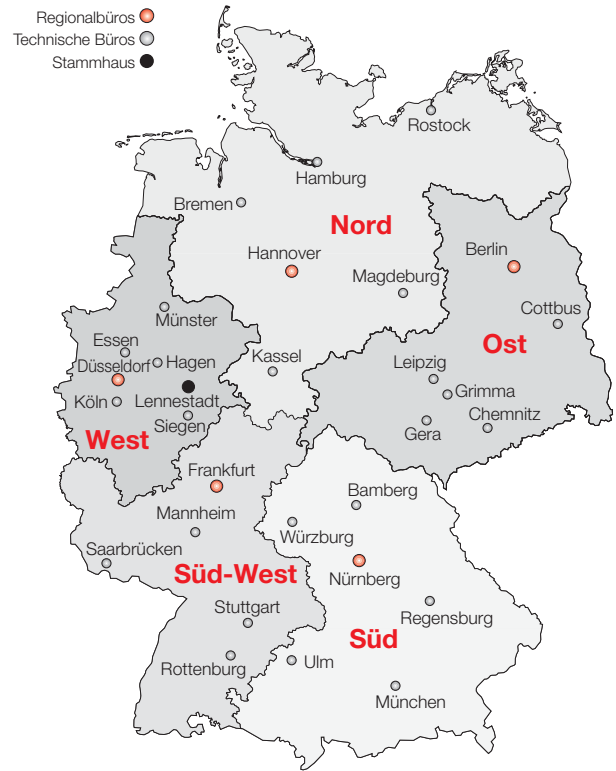 Regionalbüros
Technische Büros
Stammhaus
Rostock
Hamburg
Bremen
Nord
Hannover
Berlin
Magdeburg
Münster
Cottbus
Essen
Ost
Düsseldorf
Hagen
Kassel
Leipzig
Grimma
Köln
Lennestadt
Chemnitz
Siegen
Gera
West
Frankfurt
Bamberg
Mannheim
Würzburg
Saarbrücken
Süd-West
Nürnberg
Stuttgart
Regensburg
Süd
Rottenburg
Ulm
München